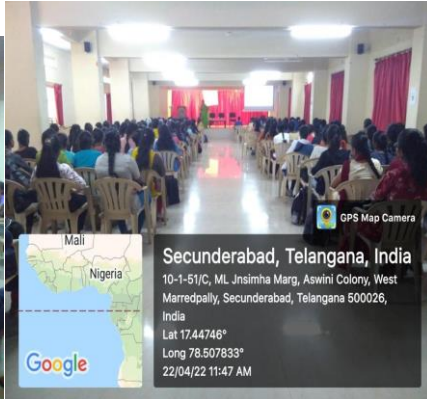 GPS Map Camera
Mali
Nigeria
Google
Secunderabad, Telangana, India
10-1-51/C, ML Jnsimha Marg, Aswini Colony, West
Marredpally, Secunderabad, Telangana 500026,
India
Lat 17.44746°
Long 78.507833°
22/04/22 11:47 AM